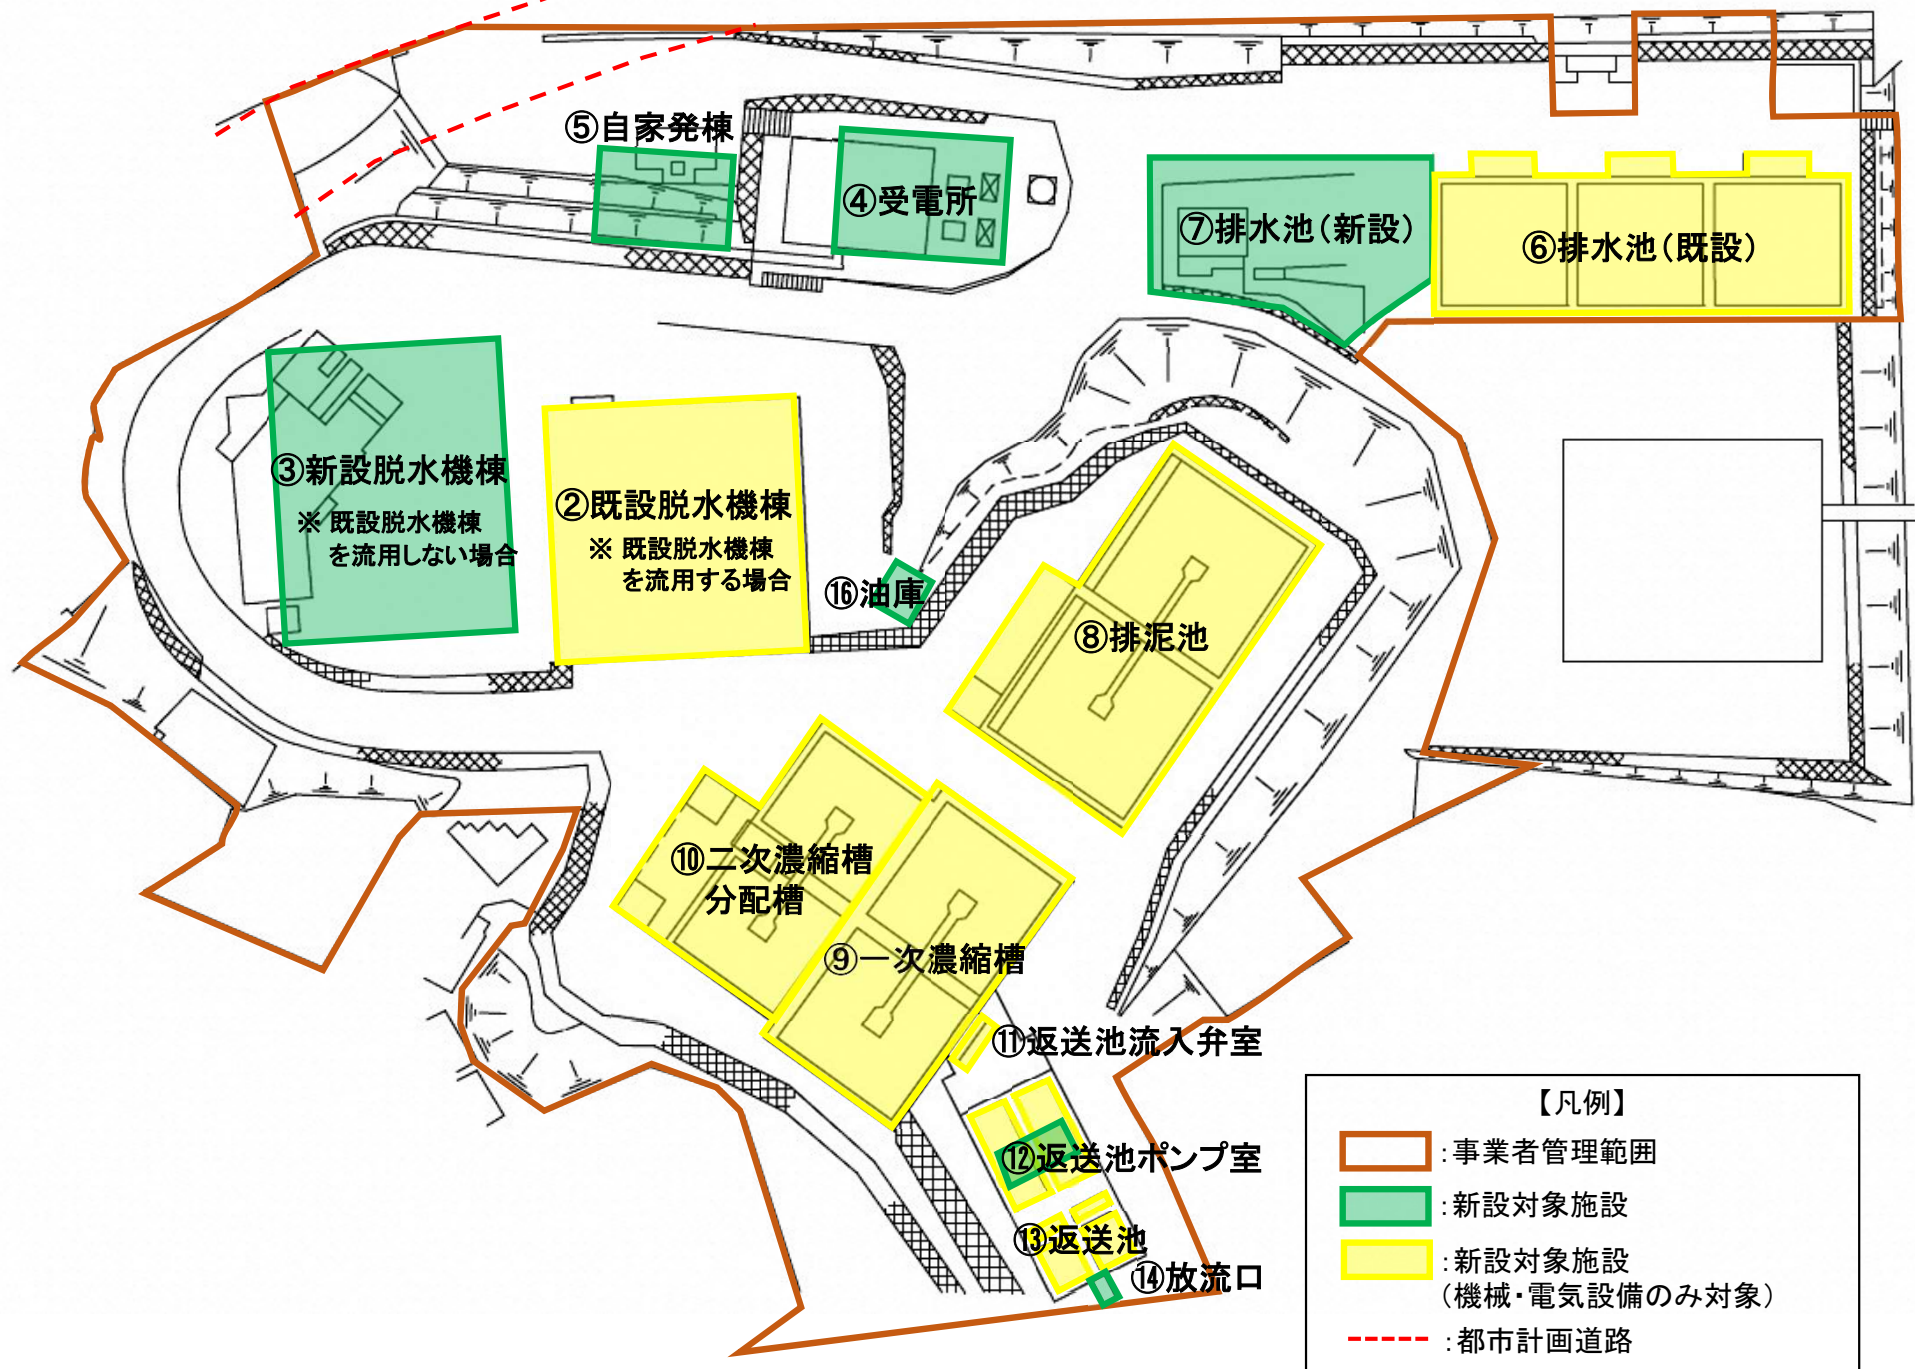 ⑤自家発棟
④受電所
⑦排水池(新設)
⑥排水池(既設)
③新設脱水機棟
※ 既設脱水機棟
を流用しない場合
②既設脱水機棟
※ 既設脱水機棟
を流用する場合
⑯油庫
⑧排泥池
⑩二次濃縮槽
分配槽
⑨一次濃縮槽
⑪返送池流入弁室
⑫返送池ポンプ室
⑬返送池
⑭放流口
【凡例】
:事業者管理範囲
:新設対象施設
:新設対象施設
(機械・電気設備のみ対象)
:都市計画道路